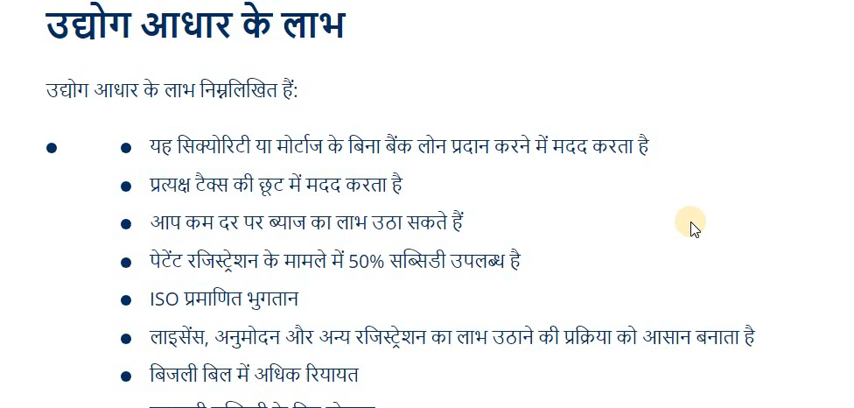 उद्योग आधार के लाभ
उद्योग आधार के लाभ निम्नलिखित हैं:
यह सिक्योरिटी या मोर्टाज के बिना बैंक लोन प्रदान करने में मदद करता है
प्रत्यक्ष टैक्स की छूट में मदद करता है
आप कम दर पर ब्याज का लाभ उठा सकते हैं
पेटेंट रजिस्ट्रेशन के मामले में 50% सब्सिडी उपलब्ध है
ISO प्रमाणित भुगतान
लाइसेंस, अनुमोदन और अन्य रजिस्ट्रेशन का लाभ उठाने की प्रक्रिया को आसान बनाता है
बिजली बिल में अधिक रियायत